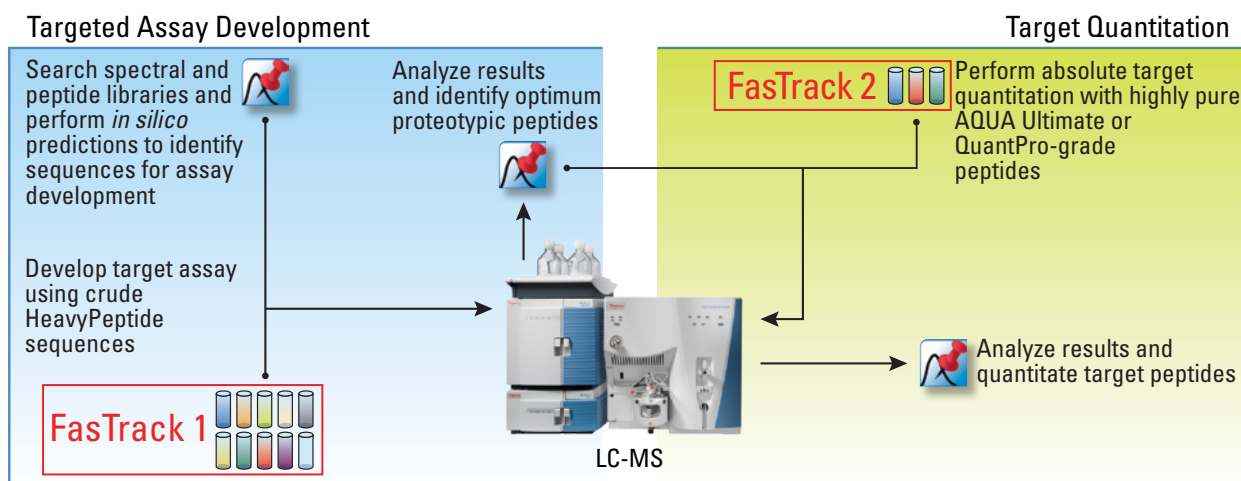 Targeted Assay Development
Search spectral and
peptide libraries and
perform in silico
predictions to identify
sequences for assay
development
Develop target assay
using crude
HeavyPeptide
sequences
FasTrack 1
Analyze results
and identify optimum
proteotypic peptides
LC-MS
Target Quantitation
FasTrack 2
Perform absolute target
quantitation with highly pure
AQUA Ultimate or
QuantPro-grade
peptides
Analyze results and
quantitate target peptides